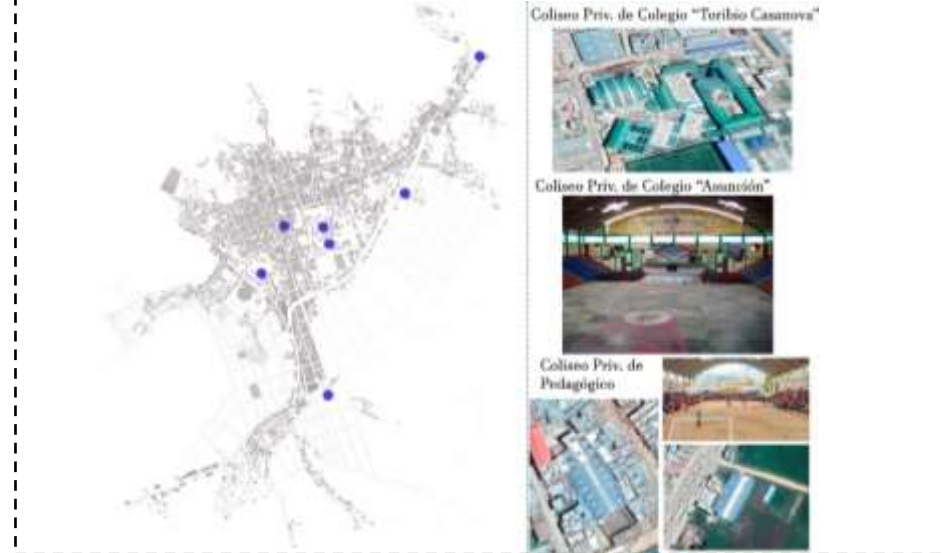 Coliseo Priv. de Colegio "Toribio Casanova"
Coliseo Priv. de Colegio "Asunción"
Coliseo Priv. de
Pedagógico